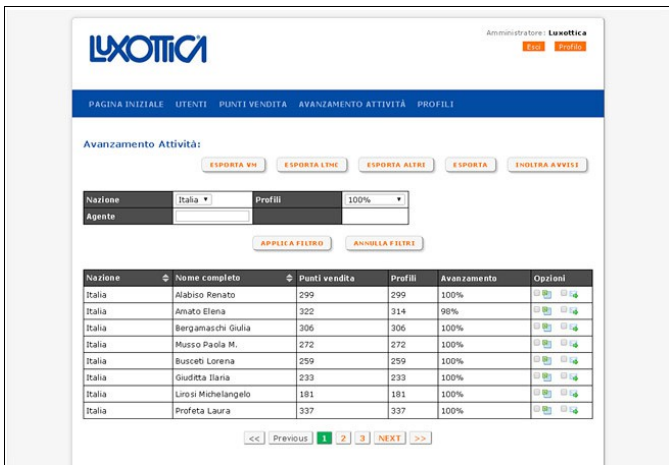 LUXOTTICA
Amministratore: Luxottica
Esci Profilo
PAGINA INIZIALE UTENTI PUNTI VENDITA AVANZAMENTO ATTIVITÁ PROFILI
Avanzamento Attività:
ESPORTA VM ESPORTA LTMC ESPORTA ALTRI ESPORTA INOLTRA AVVISI
Nazione Italia Profili 100%
Agente
APPLICA FILTRO ANNULLA FILTRI
Nazione Nome completo Punti vendita Profili Avanzamento Opzioni
Italia Alabiso Renato 299 299 100%
Italia Amato Elena 322 314 98%
Italia Bergamaschi Giulia 306 306 100%
Italia Musso Paola M. 272 272 100%
Italia Busceti Lorena 259 259 100%
Italia Giuditta Ilaria 233 233 100%
Italia Lirosi Michelangelo 181 181 100%
Italia Profeta Laura 337 337 100%
<< Previous 1 2 3 NEXT >>